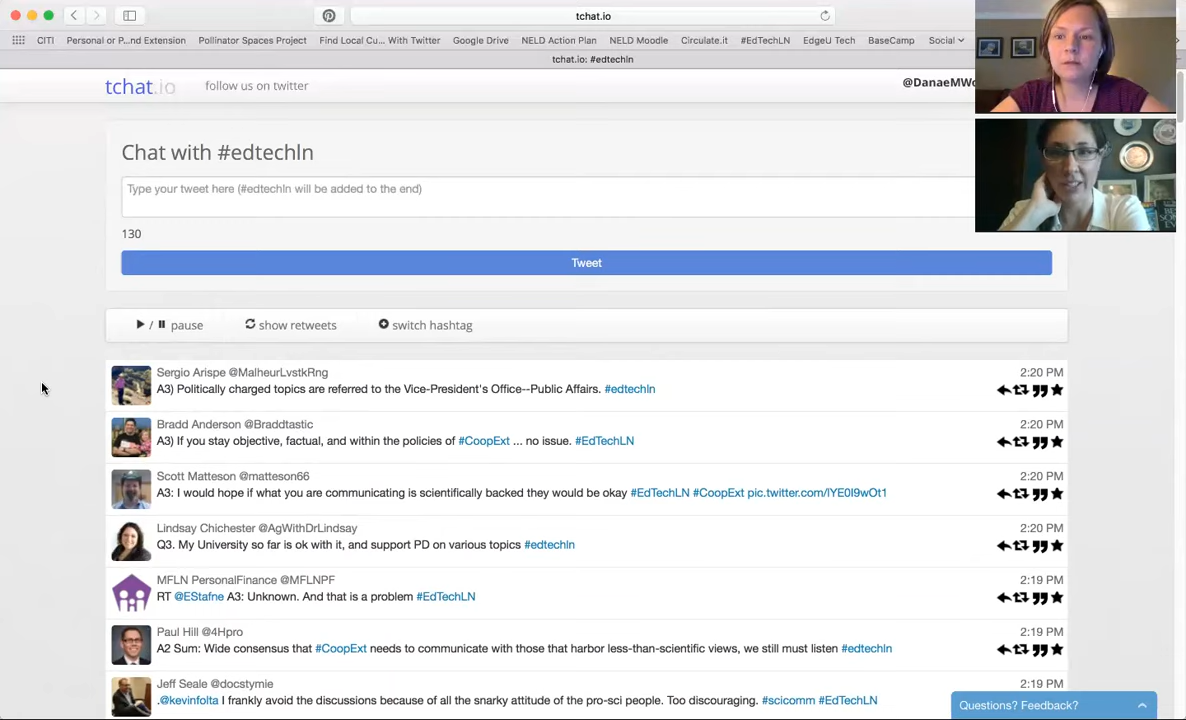 tchat.io
CITI Personal or P...nd Extension Pollinator Spaces Project Find Local Cu... With Twitter Google Drive NELD Action Plan NELD Moodle Circulate.it #EdTechLN EdgeU Tech BaseCamp Social
tchat.io: #edtechln
tchat.io follow us on twitter
Chat with #edtechln
Type your tweet here (#edtechln will be added to the end)
130
Tweet
/ pause show retweets switch hashtag
Sergio Arispe @MalheurLvstkRng 2:20 PM
A3) Politically charged topics are referred to the Vice-President's Office--Public Affairs. #edtechln
Bradd Anderson @Braddtastic 2:20 PM
A3) If you stay objective, factual, and within the policies of #CoopExt ... no issue. #EdTechLN
Scott Matteson @matteson66 2:20 PM
A3: I would hope if what you are communicating is scientifically backed they would be okay #EdTechLN #CoopExt pic.twitter.com/lYE0I9wOt1
Lindsay Chichester @AgWithDrLindsay 2:20 PM
Q3. My University so far is ok with it, and support PD on various topics #edtechln
MFLN PersonalFinance @MFLNPF 2:19 PM
RT @EStafne A3: Unknown. And that is a problem #EdTechLN
Paul Hill @4Hpro 2:19 PM
A2 Sum: Wide consensus that #CoopExt needs to communicate with those that harbor less-than-scientific views, we still must listen #edtechln
Jeff Seale @docstymie 2:19 PM
.@kevinfolta I frankly avoid the discussions because of all the snarky attitude of the pro-sci people. Too discouraging. #scicomm #EdTechLN
Questions? Feedback?